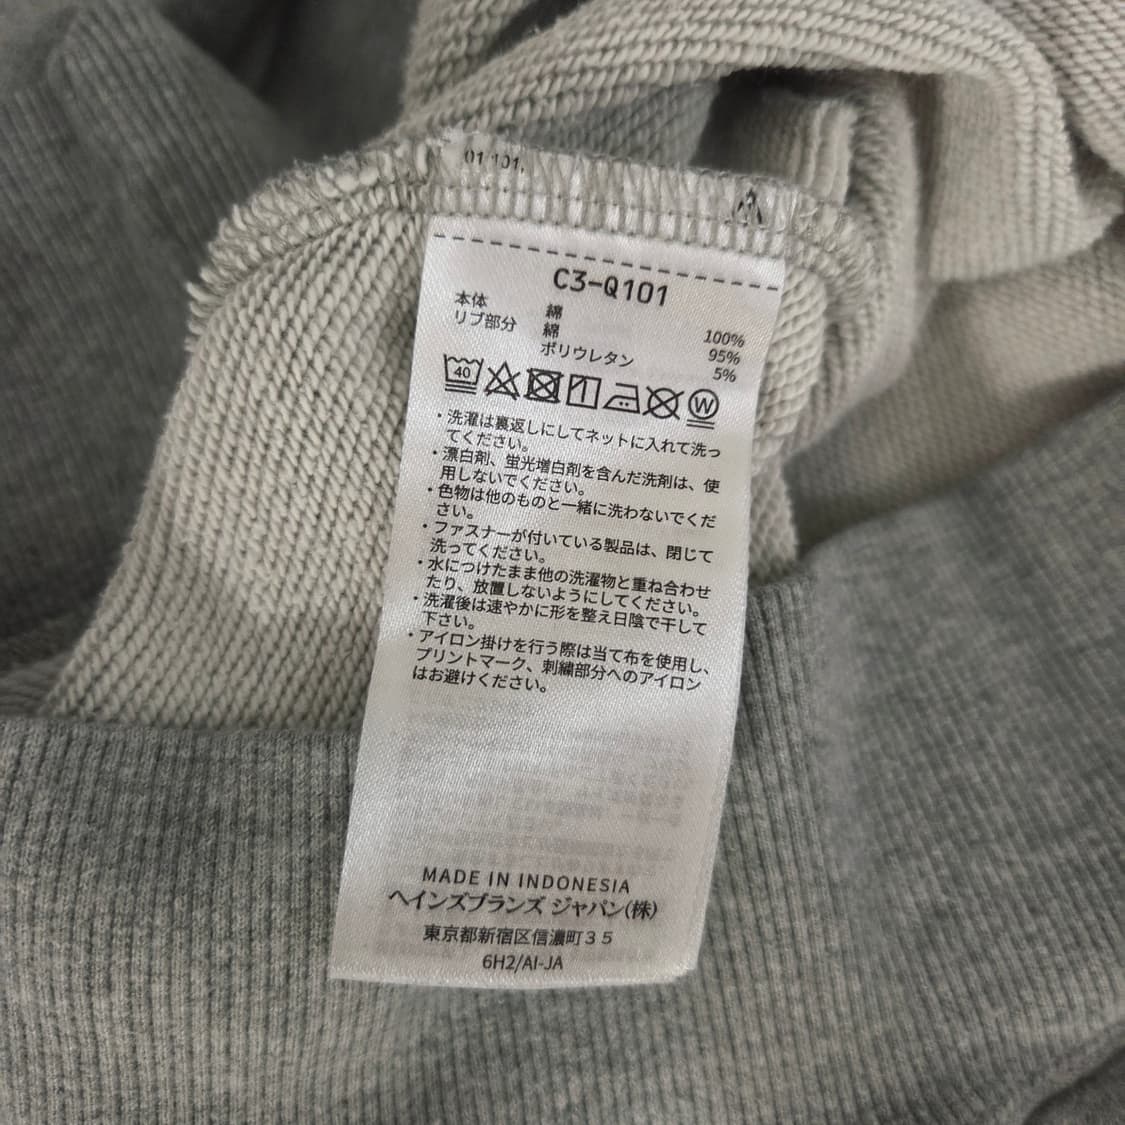 01 101.
C3-Q101
本体 綿 100%
リブ部分 綿 95%
ポリウレタン 5%
40
W
・洗濯は裏返しにしてネットに入れて洗っ
てください。
・漂白剤、蛍光増白剤を含んだ洗剤は、使
用しないでください。
・色物は他のものと一緒に洗わないでくだ
さい。
・ファスナーが付いている製品は、閉じて
洗ってください。
・水につけたまま他の洗濯物と重ね合わせ
たり、放置しないようにしてください。
・洗濯後は速やかに形を整え日陰で干して
下さい。
・アイロン掛けを行う際は当て布を使用し、
プリントマーク、刺繍部分へのアイロン
はお避けください。
MADE IN INDONESIA
ヘインズブランズ ジャパン(株)
東京都新宿区信濃町35
6H2/AI-JA